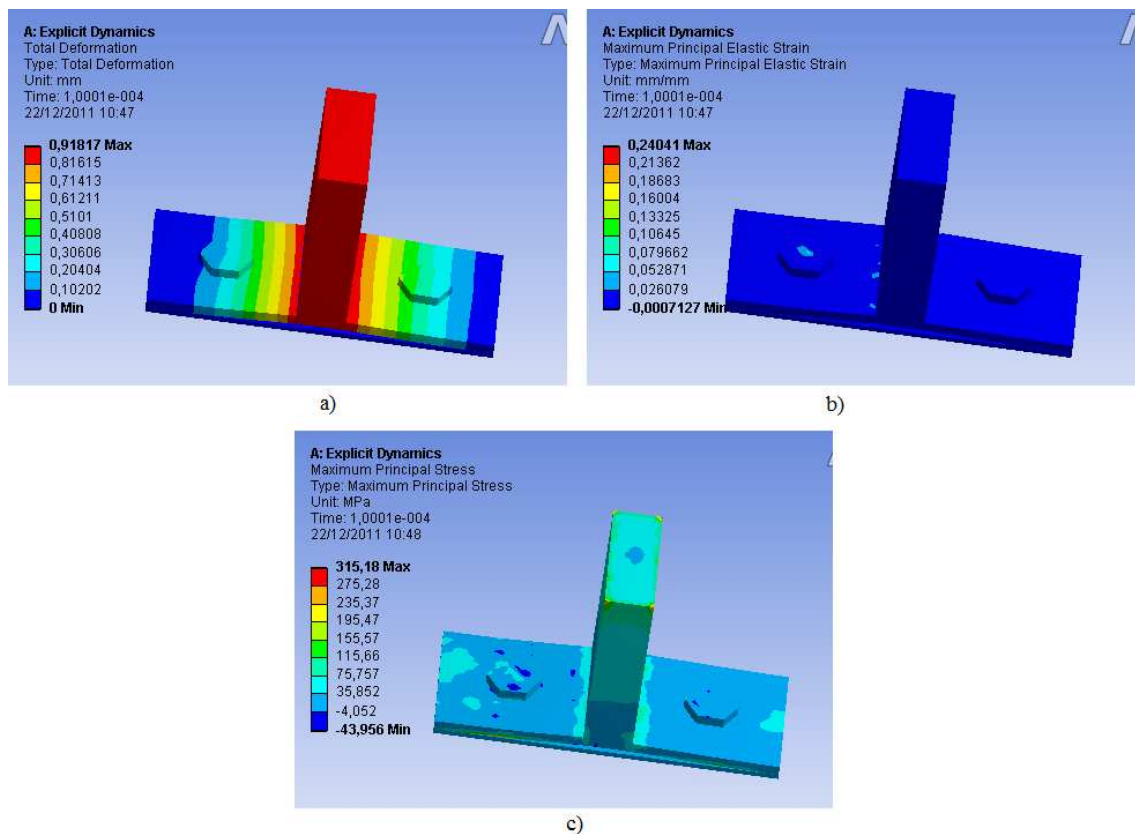 A: Explicit Dynamics
Total Deformation
Type: Total Deformation
Unit: mm
Time: 1,0001e-004
22/12/2011 10:47
0,91817 Max
0,81615
0,71413
0,61211
0,5101
0,40808
0,30606
0,20404
0,10202
0 Min
a)
A: Explicit Dynamics
Maximum Principal Elastic Strain
Type: Maximum Principal Elastic Strain
Unit: mm/mm
Time: 1,0001e-004
22/12/2011 10:47
0,24041 Max
0,21362
0,18683
0,16004
0,13325
0,10645
0,079662
0,052871
0,026079
-0,0007127 Min
b)
A: Explicit Dynamics
Maximum Principal Stress
Type: Maximum Principal Stress
Unit: MPa
Time: 1,0001e-004
22/12/2011 10:48
315,18 Max
275,28
235,37
195,47
155,57
115,66
75,757
35,852
-4,052
-43,956 Min
c)